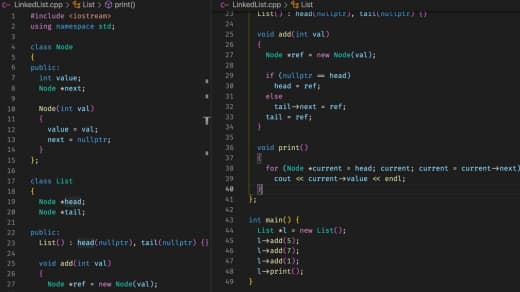 LinkedList.cpp > List > print()
1 #include <iostream>
2 using namespace std;
3
4 class Node
5 {
6 public:
7 int value;
8 Node *next;
9
10 Node(int val)
11 {
12 value = val;
13 next = nullptr;
14 }
15 };
16
17 class List
18 {
19 Node *head;
20 Node *tail;
21
22 public:
23 List() : head(nullptr), tail(nullptr) {}
24
25 void add(int val)
26 {
27 Node *ref = new Node(val);
LinkedList.cpp > List
23 List() : head(nullptr), tail(nullptr) {}
24
25 void add(int val)
26 {
27 Node *ref = new Node(val);
28
29 if (nullptr == head)
30 head = ref;
31 else
32 tail->next = ref;
33 tail = ref;
34 }
35
36 void print()
37 {
38 for (Node *current = head; current; current = current->next)
39 cout << current->value << endl;
40 }
41 };
42
43 int main() {
44 List *l = new List();
45 l->add(5);
46 l->add(7);
47 l->add(1);
48 l->print();
49 }